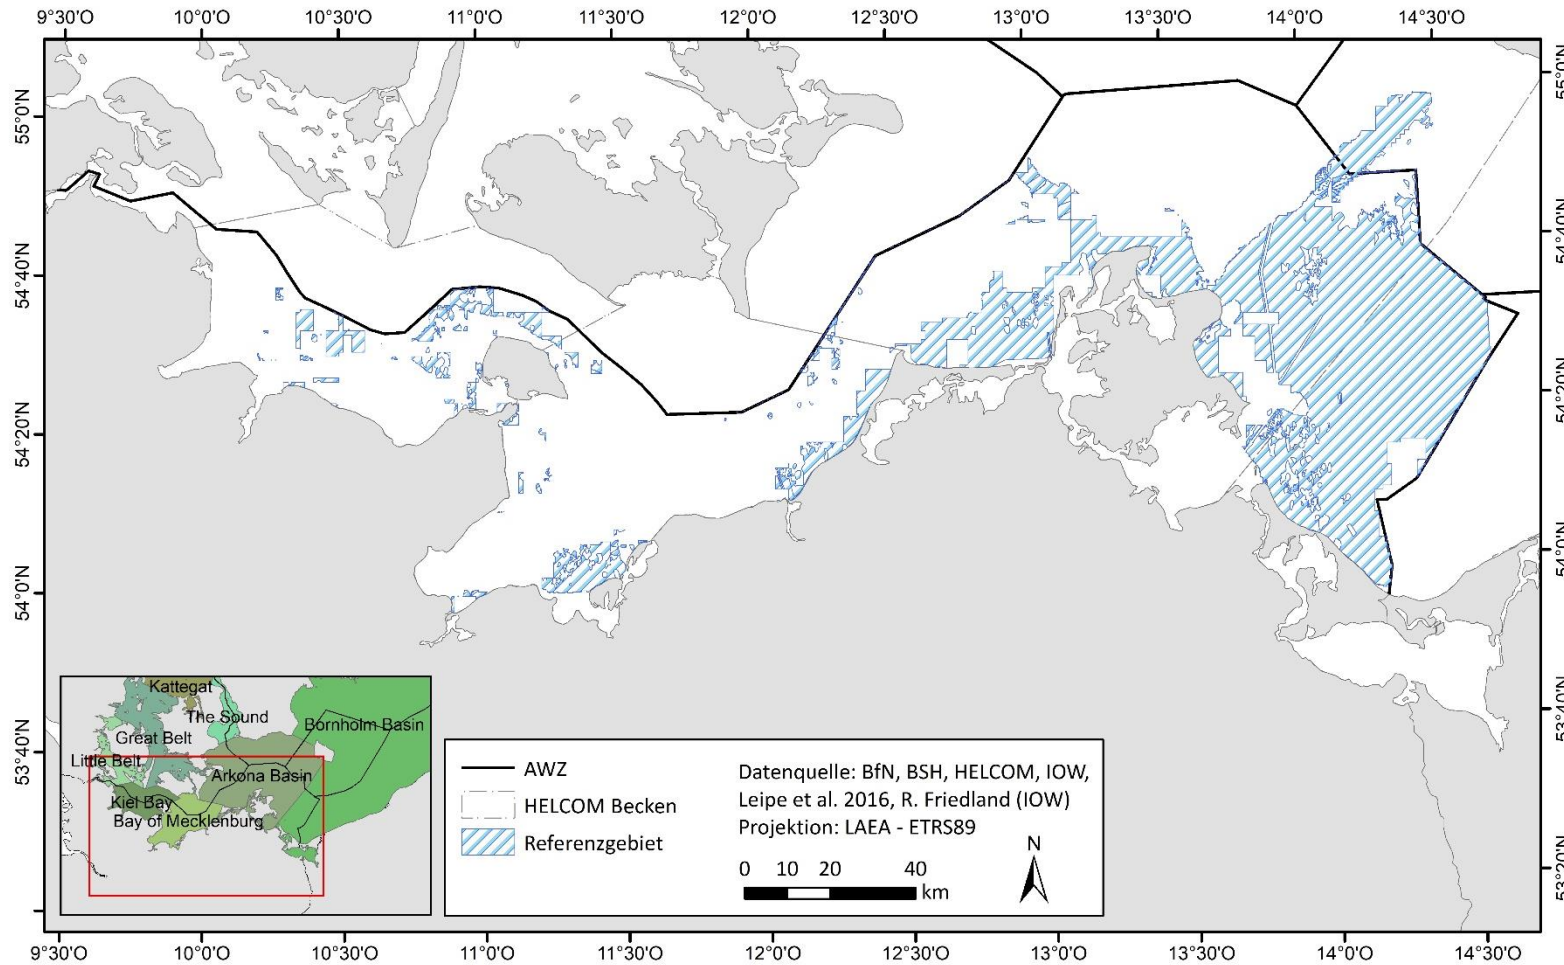 9°30'O 10°0'O 10°30'O 11°0'O 11°30'O 12°0'O 12°30'O 13°0'O 13°30'O 14°0'O 14°30'O
55°0'N
55°0'N
54°40'N
54°40'N
54°20'N
54°20'N
54°0'N
54°0'N
53°40'N
53°40'N
53°20'N
Kattegat
The Sound
Bornholm Basin
Great Belt
Little Belt
Arkona Basin
Kiel Bay
Bay of Mecklenburg
AWZ
HELCOM Becken
Referenzgebiet
Datenquelle: BfN, BSH, HELCOM, IOW,
Leipe et al. 2016, R. Friedland (IOW)
Projektion: LAEA - ETRS89
0 10 20 40
km
N
9°30'O 10°0'O 10°30'O 11°0'O 11°30'O 12°0'O 12°30'O 13°0'O 13°30'O 14°0'O 14°30'O